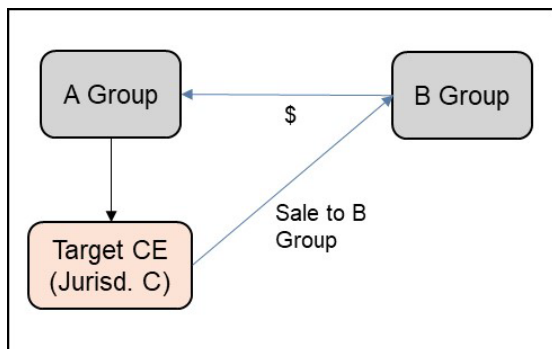 A Group
B Group
$
Sale to B
Group
Target CE
(Jurisd. C)